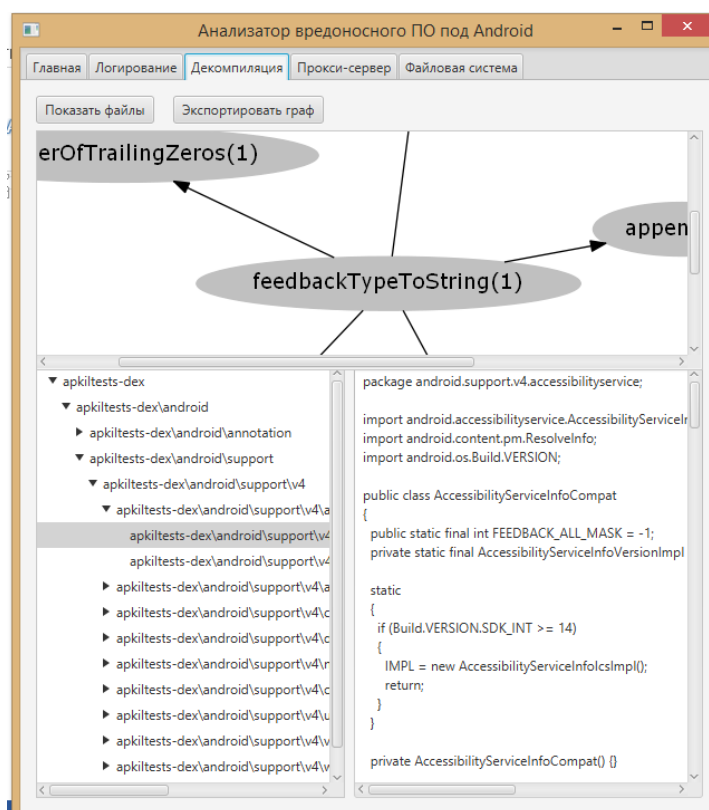 Анализатор вредоносного ПО под Android
Главная Логирование Декомпиляция Прокси-сервер Файловая система
Показать файлы Экспортировать граф
erOfTrailingZeros(1)
appen
feedbackTypeToString(1)
apkiltests-dex
apkiltests-dex\android
apkiltests-dex\android\annotation
apkiltests-dex\android\support
apkiltests-dex\android\support\v4
apkiltests-dex\android\support\v4\a
apkiltests-dex\android\support\v4
apkiltests-dex\android\support\v4
apkiltests-dex\android\support\v4\a
apkiltests-dex\android\support\v4\c
apkiltests-dex\android\support\v4\c
apkiltests-dex\android\support\v4\r
apkiltests-dex\android\support\v4\c
apkiltests-dex\android\support\v4\u
apkiltests-dex\android\support\v4\v
apkiltests-dex\android\support\v4\w
package android.support.v4.accessibilityservice;
import android.accessibilityservice.AccessibilityServiceIr
import android.content.pm.ResolveInfo;
import android.os.Build.VERSION;
public class AccessibilityServiceInfoCompat
{
public static final int FEEDBACK_ALL_MASK = -1;
private static final AccessibilityServiceInfoVersionImpl
static
{
if (Build.VERSION.SDK_INT >= 14)
{
IMPL = new AccessibilityServiceInfoIcsImpl();
return;
}
}
private AccessibilityServiceInfoCompat() {}